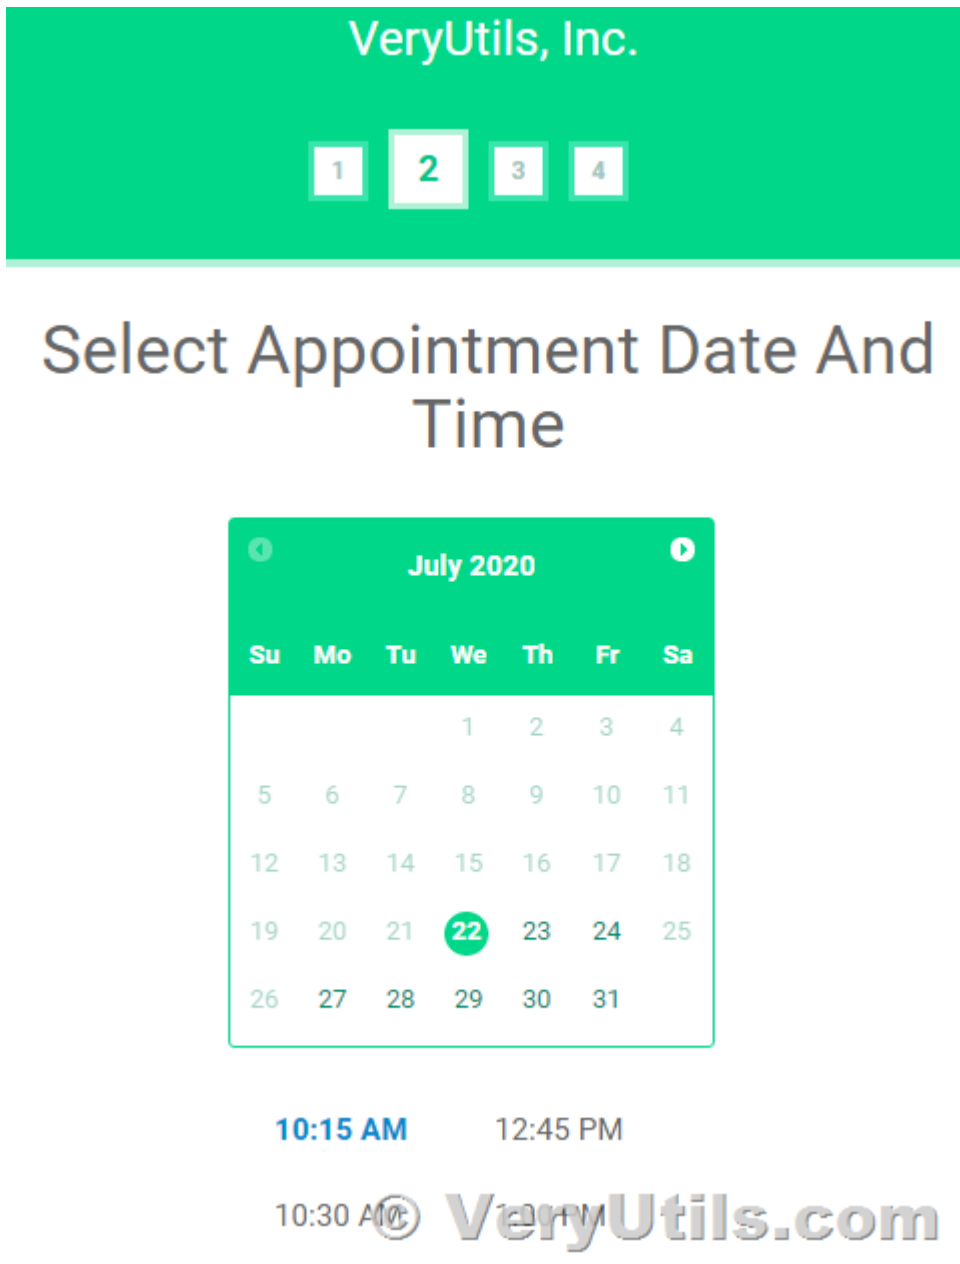 VeryUtils, Inc.
1 2 3 4
Select Appointment Date And
Time
July 2020
Su Mo Tu We Th Fr Sa
1 2 3 4
5 6 7 8 9 10 11
12 13 14 15 16 17 18
19 20 21 22 23 24 25
26 27 28 29 30 31
10:15 AM 12:45 PM
10:30 AM 1:00 PM
© VeryUtils.com